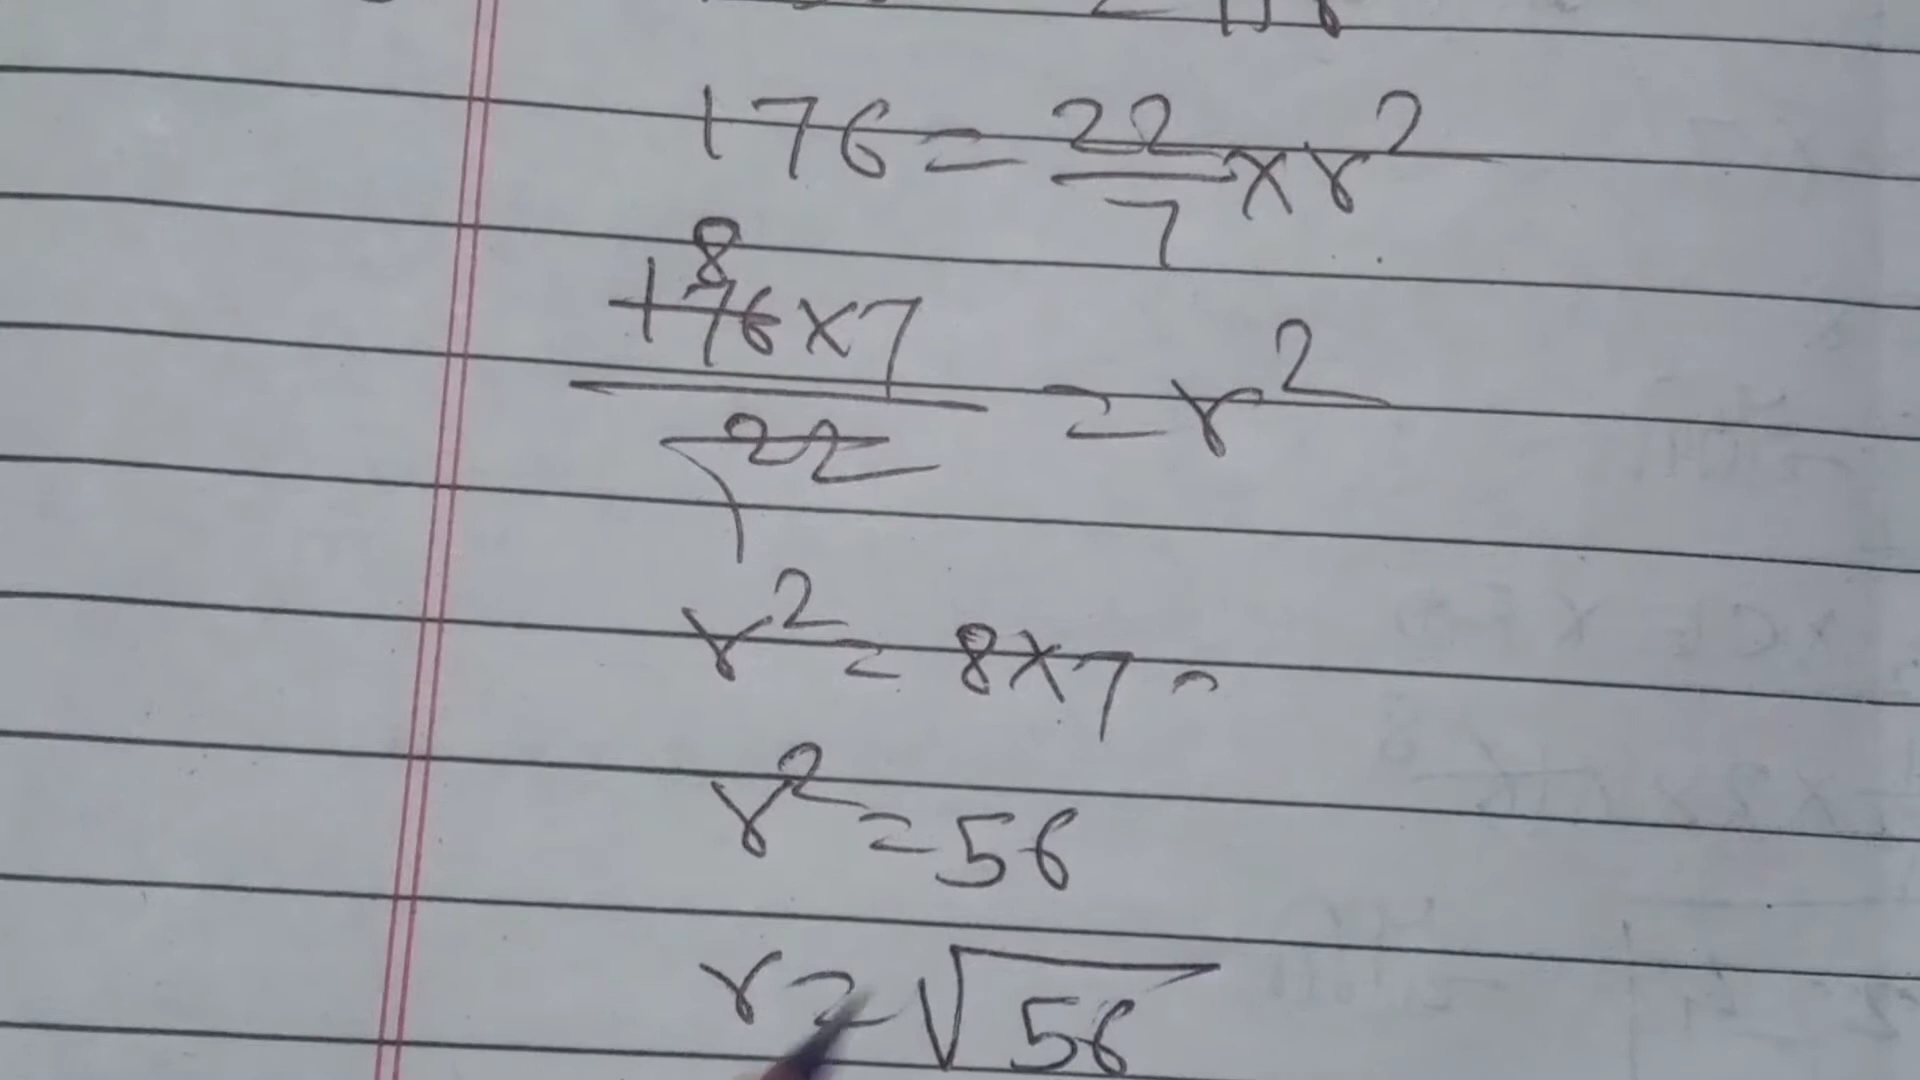 176 = 22/7 × r²
8
176 × 7 / 22 = r²
r² = 8 × 7
r² = 56
r = √56